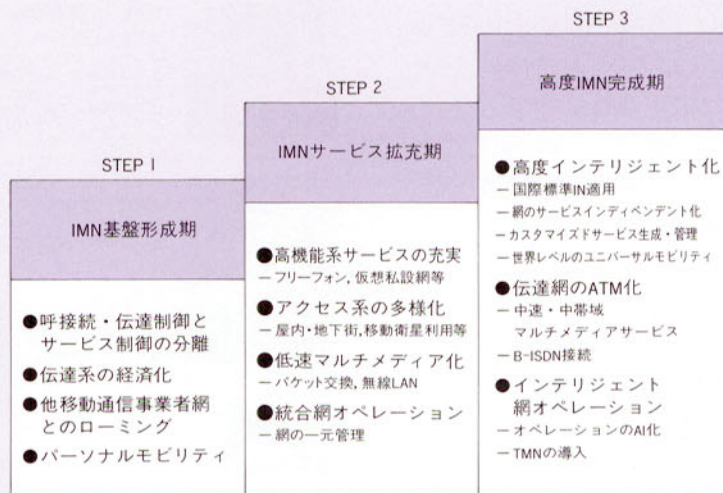 STEP 1
IMN基盤形成期
●呼接続・伝達制御と
サービス制御の分離
●伝達系の経済化
●他移動通信事業者網
とのローミング
●パーソナルモビリティ
STEP 2
IMNサービス拡充期
●高機能系サービスの充実
－フリーフォン, 仮想私設網等
●アクセス系の多様化
－屋内・地下街, 移動衛星利用等
●低速マルチメディア化
－パケット交換, 無線LAN
●統合網オペレーション
－網の一元管理
STEP 3
高度IMN完成期
●高度インテリジェント化
－国際標準IN適用
－網のサービスインディペンデント化
－カスタマイズドサービス生成・管理
－世界レベルのユニバーサルモビリティ
●伝達網のATM化
－中速・中帯域
マルチメディアサービス
－B-ISDN接続
●インテリジェント
網オペレーション
－オペレーションのAI化
－TMNの導入